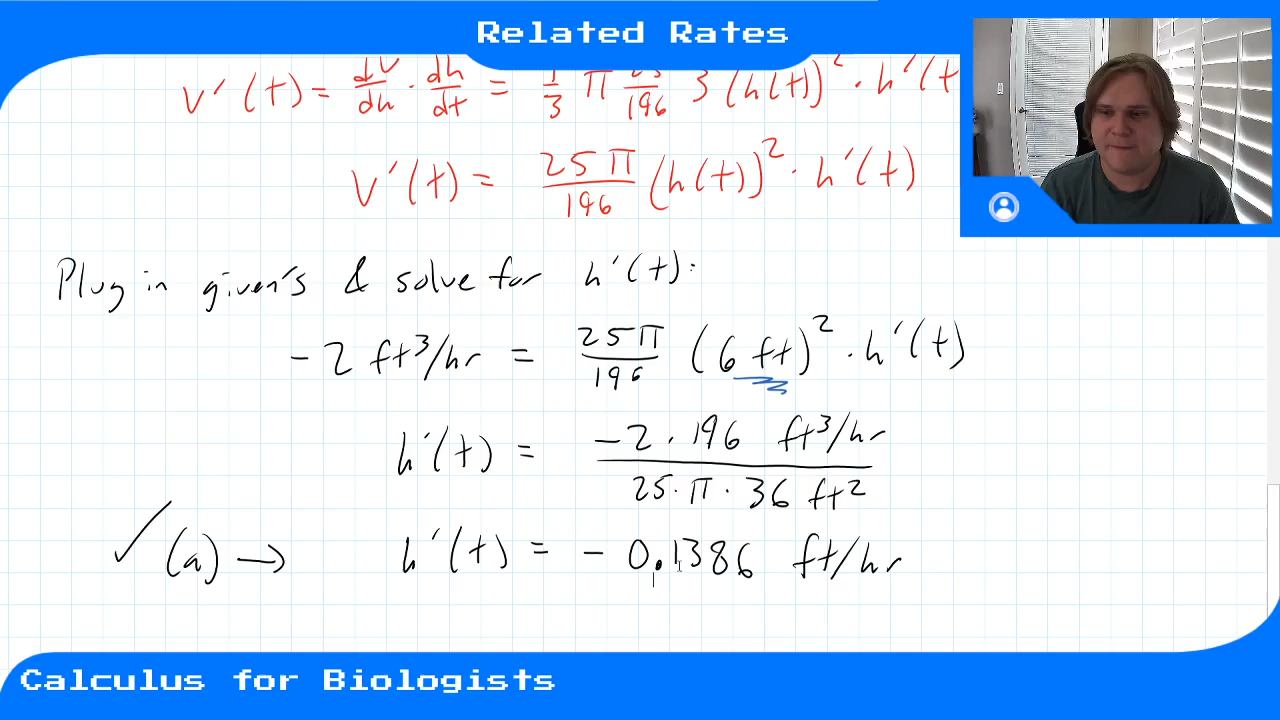 Related Rates
V'(t) = dV/dh · dh/dt = 1/3 π 25/196 3 (h(t))² · h'(t
V'(t) = 25π/196 (h(t))² · h'(t)
Plug in given's & solve for h'(t):
-2 ft³/hr = 25π/196 (6 ft)² · h'(t)
h'(t) = -2 · 196 ft³/hr / 25 · π · 36 ft²
✓ (a) → h'(t) = - 0.1386 ft/hr
Calculus for Biologists